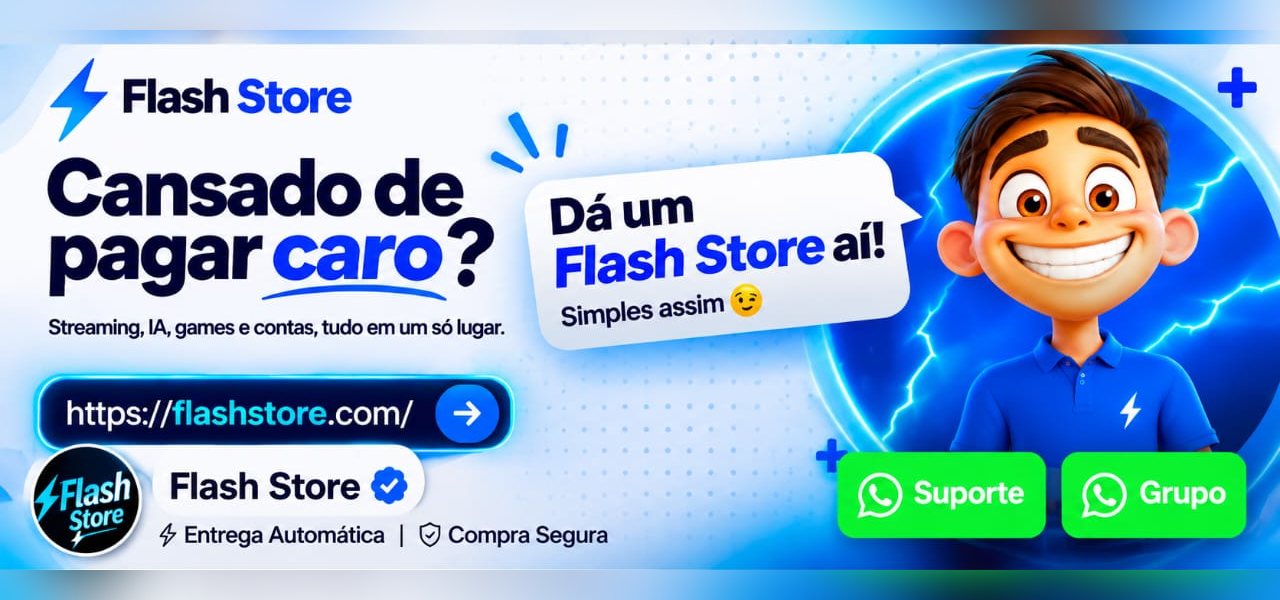 Flash Store
Cansado de
pagar caro?
Streaming, IA, games e contas, tudo em um só lugar.
https://flashstore.com/
Dá um
Flash Store aí!
Simples assim 😉
Flash
Store
Flash Store
Entrega Automática | Compra Segura
Suporte
Grupo